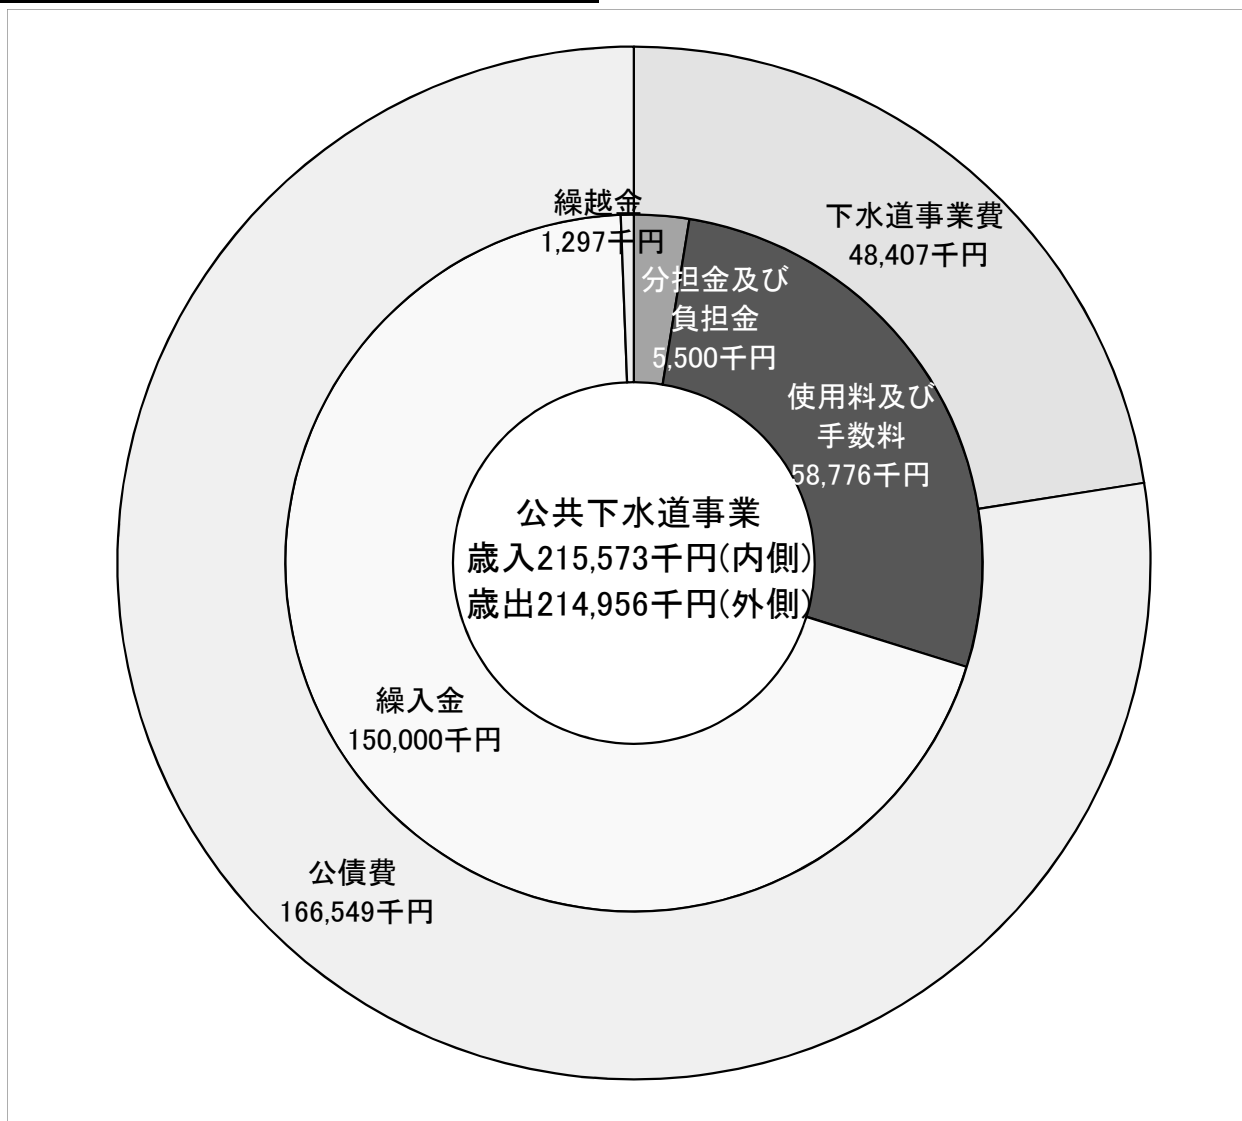 繰越金
1,297千円
下水道事業費
48,407千円
分担金及び
負担金
5,500千円
使用料及び
手数料
58,776千円
公共下水道事業
歳入215,573千円(内側)
歳出214,956千円(外側)
繰入金
150,000千円
公債費
166,549千円